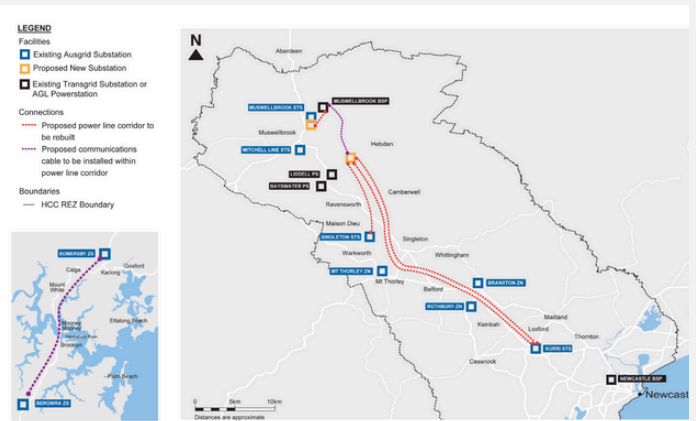 LEGEND
Facilities
Existing Ausgrid Substation
Proposed New Substation
Existing Transgrid Substation or
AGL Powerstation
Connections
Proposed power line corridor to
be rebuilt
Proposed communications
cable to be installed within
power line corridor
Boundaries
HCC REZ Boundary
SOMERSBY ZS
Gosford
Calga
Kariong
Mount
White
Mooney
Mooney
Ettalong Beach
Brooklyn
Palm Beach
BEROWRA ZS
N
Aberdeen
MUSWELLBROOK BSP
MUSWELLBROOK STS
Muswellbrook
Hebden
MITCHELL LINE STS
LIDDELL PS
BAYSWATER PS
Camberwell
Ravensworth
Maison Dieu
SINGLETON STS
Singleton
Warkworth
Whittingham
MT THORLEY ZN
Mt Thorley
Belford
BRANXTON ZN
ROTHBURY ZN
Maitland
Keinbah
Loxford
Thornton
KURRI STS
Cessnock
NEWCASTLE BSP
Newcast
0 5km 10km
Distances are approximate